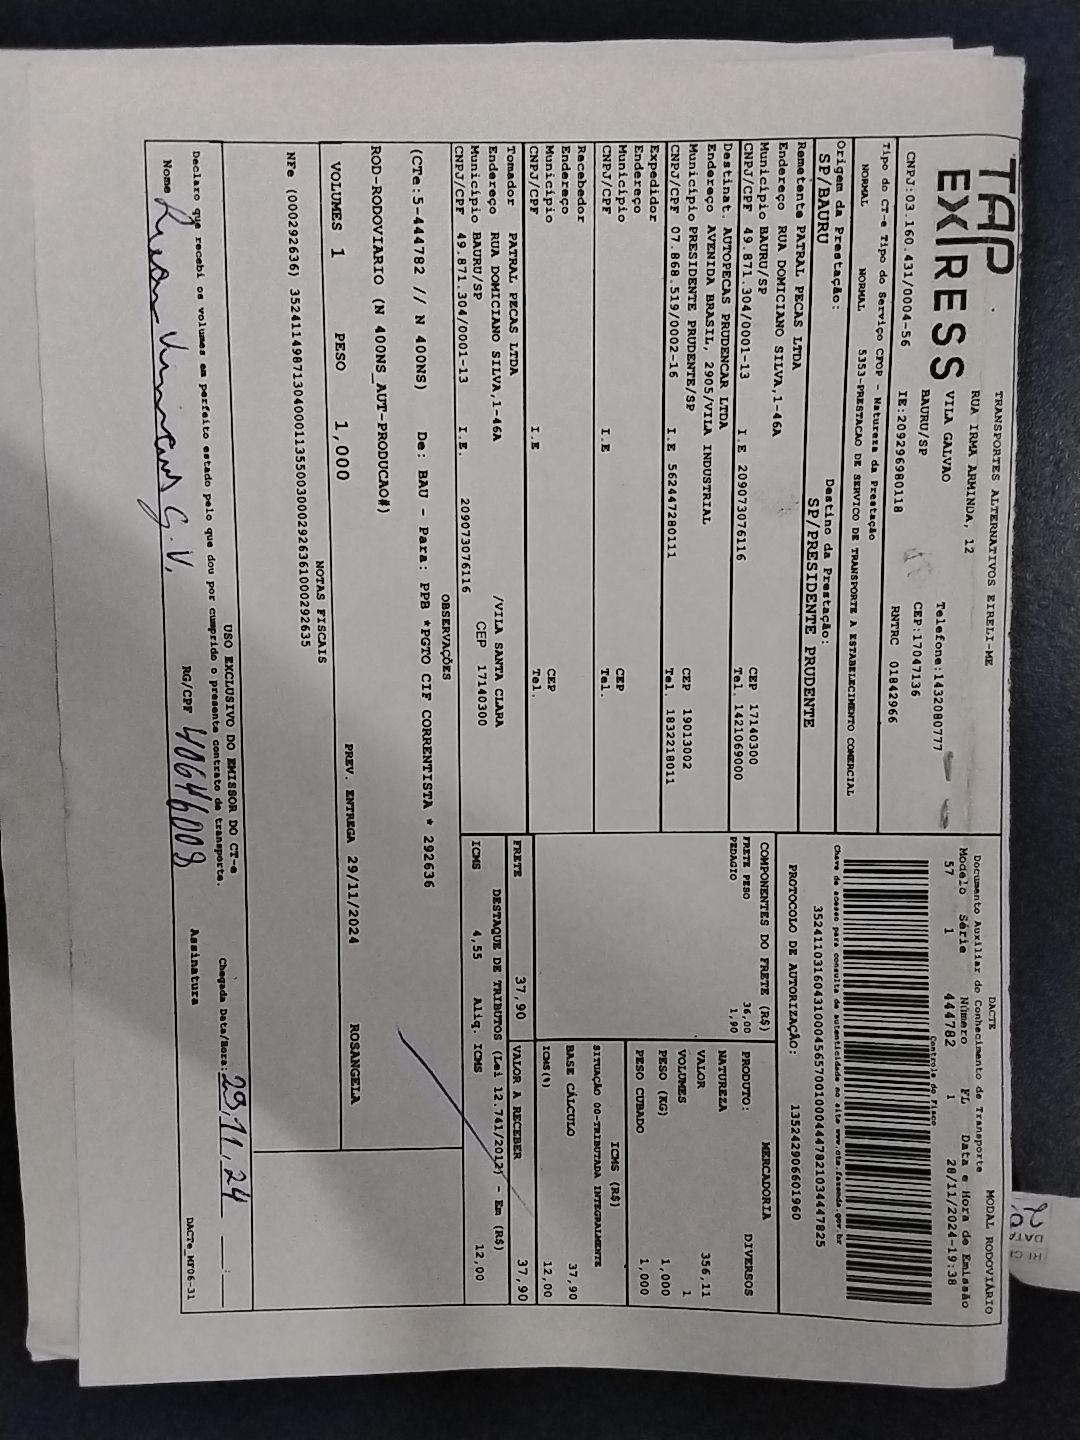 TAP
EXPRESS
TRANSPORTES ALTERNATIVOS EIRELI-ME
RUA IRMA ARMINDA, 12
VILA GALVAO Telefone:1432080777
BAURU/SP CEP:17047136
CNPJ:03.160.431/0004-56 IE:209296980118 RNTRC 01842966
Tipo do CT-e Tipo do Serviço CFOP - Natureza da Prestação
NORMAL NORMAL 5353-PRESTACAO DE SERVICO DE TRANSPORTE A ESTABELECIMENTO COMERCIAL
Origem da Prestação: Destino da Prestação:
SP/BAURU SP/PRESIDENTE PRUDENTE
DACTE MODAL RODOVIÁRIO
Documento Auxiliar do Conhecimento de Transporte
Modelo Série Número FL Data e Hora de Emissão
57 1 444782 1 28/11/2024-19:38
Controle do Fisco
Chave de acesso para consulta de autenticidade no site www.cte.fazenda.gov.br
35241103160431000456570010004447821034447825
PROTOCOLO DE AUTORIZAÇÃO: 135242906601960
Remetente PATRAL PECAS LTDA
Endereço RUA DOMICIANO SILVA,1-46A
Município BAURU/SP CEP 17140300
CNPJ/CPF 49.871.304/0001-13 I.E 209073076116 Tel. 1421069000
Destinat. AUTOPECAS PRUDENCAR LTDA
Endereço AVENIDA BRASIL, 2905/VILA INDUSTRIAL
Município PRESIDENTE PRUDENTE/SP CEP 19013002
CNPJ/CPF 07.868.519/0002-16 I.E 562447280111 Tel. 1832218011
Expedidor
Endereço
Município CEP
CNPJ/CPF I.E Tel.
Recebedor
Endereço
Município CEP
CNPJ/CPF I.E Tel.
Tomador PATRAL PECAS LTDA
Endereço RUA DOMICIANO SILVA,1-46A /VILA SANTA CLARA
Município BAURU/SP CEP 17140300
CNPJ/CPF 49.871.304/0001-13 I.E. 209073076116
COMPONENTES DO FRETE (R$)
FRETE PESO 36,00
PEDAGIO 1,90
MERCADORIA
PRODUTO: DIVERSOS
NATUREZA
VALOR 356,11
VOLUMES 1
PESO (KG) 1,000
PESO CUBADO 1,000
ICMS (R$)
SITUAÇÃO 00-TRIBUTADA INTEGRALMENTE
BASE CÁLCULO 37,90
ICMS(%) 12,00
FRETE 37,90 VALOR A RECEBER 37,90
DESTAQUE DE TRIBUTOS (Lei 12.741/2012) - Em (R$)
ICMS 4,55 Aliq. ICMS 12,00
OBSERVAÇÕES
(CTe:5-444782 // N 400NS) De: BAU - Para: PPB *PGTO CIF CORRENTISTA * 292636
ROD-RODOVIARIO (N 400NS_AUT-PRODUCAO#)
VOLUMES 1 PESO 1,000 PREV. ENTREGA 29/11/2024 ROSANGELA
NOTAS FISCAIS
NFe (000292636) 35241149871304000113550030002926361000292635
USO EXCLUSIVO DO EMISSOR DO CT-e
Declaro que recebi os volumes em perfeito estado pelo que dou por cumprido o presente contrato de transporte. Chegada Data/Hora: 29,11,24
Nome G. V. RG/CPF 40646009 Assinatura
DACTe_MF06-31